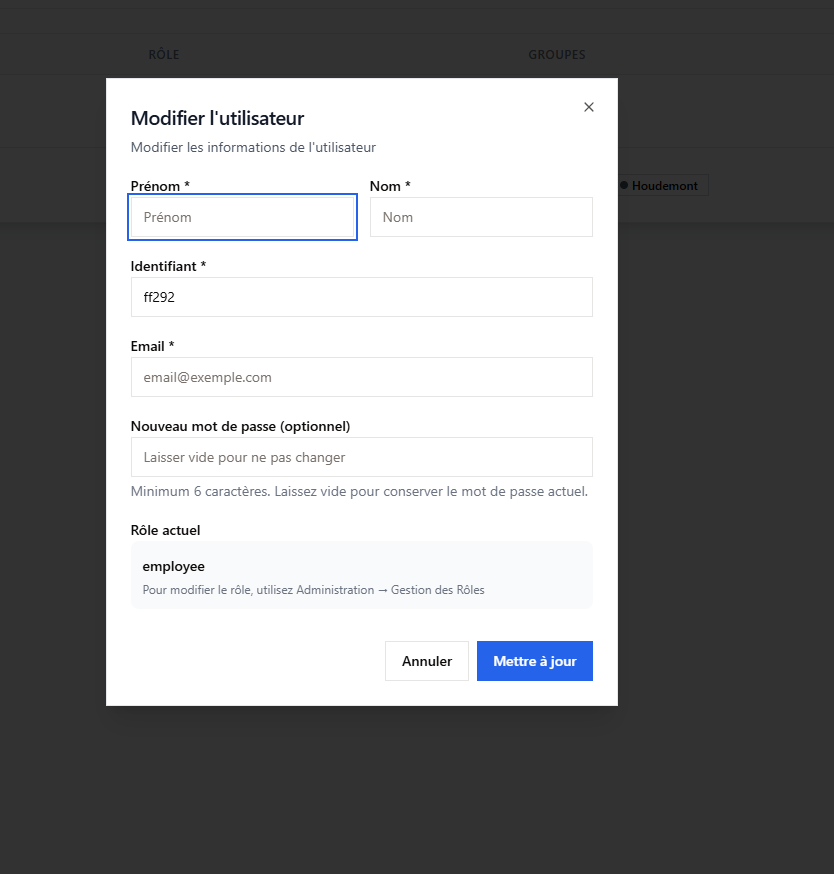 RÔLE GROUPES
Modifier l'utilisateur
Modifier les informations de l'utilisateur
Prénom * Nom *
Prénom Nom
Houdemont
Identifiant *
ff292
Email *
email@exemple.com
Nouveau mot de passe (optionnel)
Laisser vide pour ne pas changer
Minimum 6 caractères. Laissez vide pour conserver le mot de passe actuel.
Rôle actuel
employee
Pour modifier le rôle, utilisez Administration → Gestion des Rôles
Annuler Mettre à jour